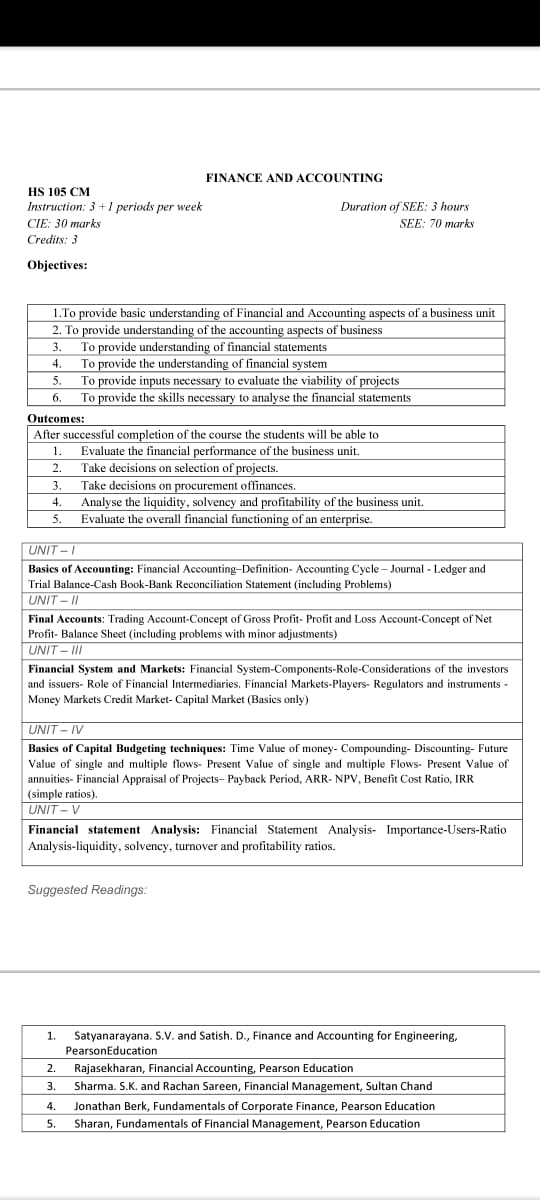 FINANCE AND ACCOUNTING
HS 105 CM
Instruction: 3 +1 periods per week Duration of SEE: 3 hours
CIE: 30 marks SEE: 70 marks
Credits: 3
Objectives:
1.To provide basic understanding of Financial and Accounting aspects of a business unit
2. To provide understanding of the accounting aspects of business
3. To provide understanding of financial statements
4. To provide the understanding of financial system
5. To provide inputs necessary to evaluate the viability of projects
6. To provide the skills necessary to analyse the financial statements
Outcomes:
After successful completion of the course the students will be able to
1. Evaluate the financial performance of the business unit.
2. Take decisions on selection of projects.
3. Take decisions on procurement offinances.
4. Analyse the liquidity, solvency and profitability of the business unit.
5. Evaluate the overall financial functioning of an enterprise.
UNIT – I
Basics of Accounting: Financial Accounting–Definition- Accounting Cycle – Journal - Ledger and
Trial Balance-Cash Book-Bank Reconciliation Statement (including Problems)
UNIT – II
Final Accounts: Trading Account-Concept of Gross Profit- Profit and Loss Account-Concept of Net
Profit- Balance Sheet (including problems with minor adjustments)
UNIT – III
Financial System and Markets: Financial System-Components-Role-Considerations of the investors
and issuers- Role of Financial Intermediaries. Financial Markets-Players- Regulators and instruments -
Money Markets Credit Market- Capital Market (Basics only)
UNIT – IV
Basics of Capital Budgeting techniques: Time Value of money- Compounding- Discounting- Future
Value of single and multiple flows- Present Value of single and multiple Flows- Present Value of
annuities- Financial Appraisal of Projects– Payback Period, ARR- NPV, Benefit Cost Ratio, IRR
(simple ratios).
UNIT – V
Financial statement Analysis: Financial Statement Analysis- Importance-Users-Ratio
Analysis-liquidity, solvency, turnover and profitability ratios.
Suggested Readings:
1. Satyanarayana. S.V. and Satish. D., Finance and Accounting for Engineering,
PearsonEducation
2. Rajasekharan, Financial Accounting, Pearson Education
3. Sharma. S.K. and Rachan Sareen, Financial Management, Sultan Chand
4. Jonathan Berk, Fundamentals of Corporate Finance, Pearson Education
5. Sharan, Fundamentals of Financial Management, Pearson Education